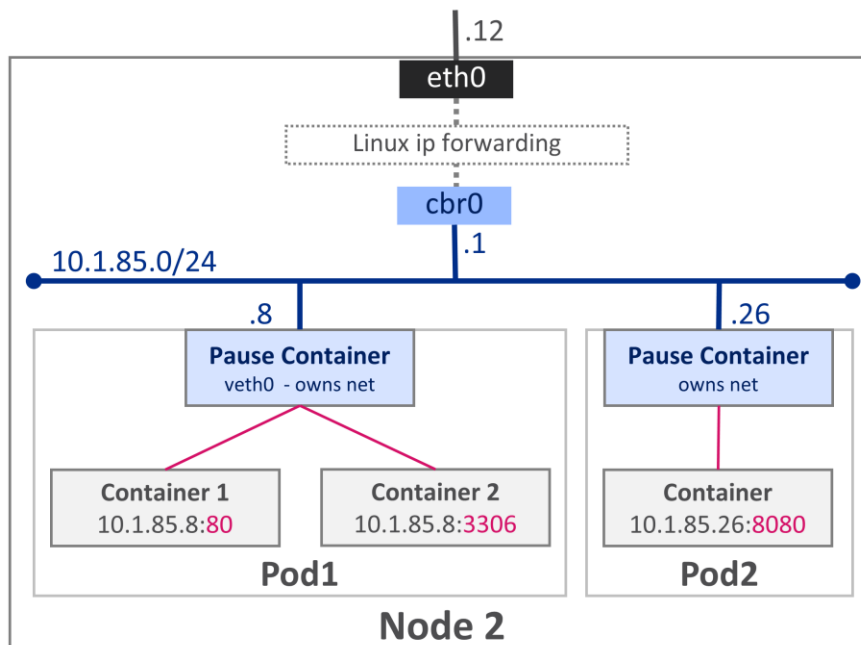 .12
eth0
Linux ip forwarding
cbr0
.1
10.1.85.0/24
.8
.26
Pause Container
veth0 - owns net
Pause Container
owns net
Container 1
10.1.85.8:80
Container 2
10.1.85.8:3306
Container
10.1.85.26:8080
Pod1
Pod2
Node 2